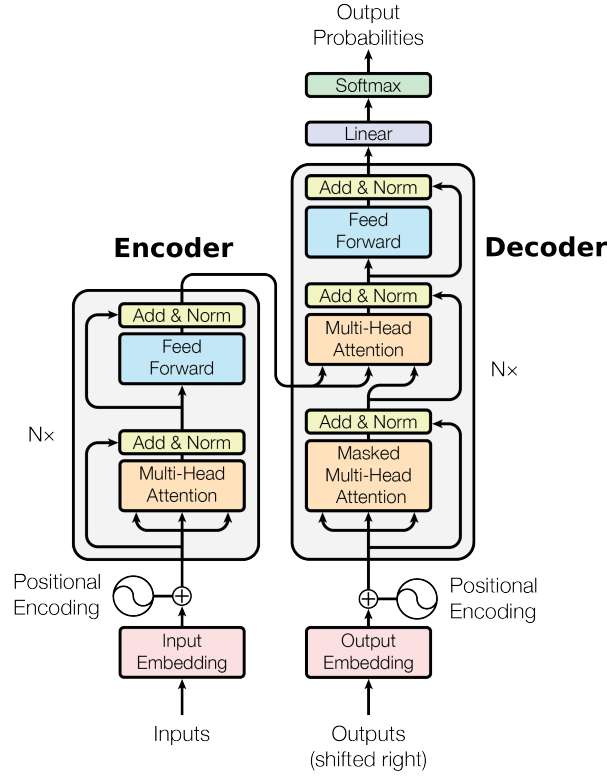 Output
Probabilities
Softmax
Linear
Add & Norm
Feed
Forward
Add & Norm
Multi-Head
Attention
Add & Norm
Masked
Multi-Head
Attention
Decoder
N×
Encoder
Add & Norm
Feed
Forward
Add & Norm
Multi-Head
Attention
N×
Positional
Encoding
Positional
Encoding
Input
Embedding
Output
Embedding
Inputs
Outputs
(shifted right)